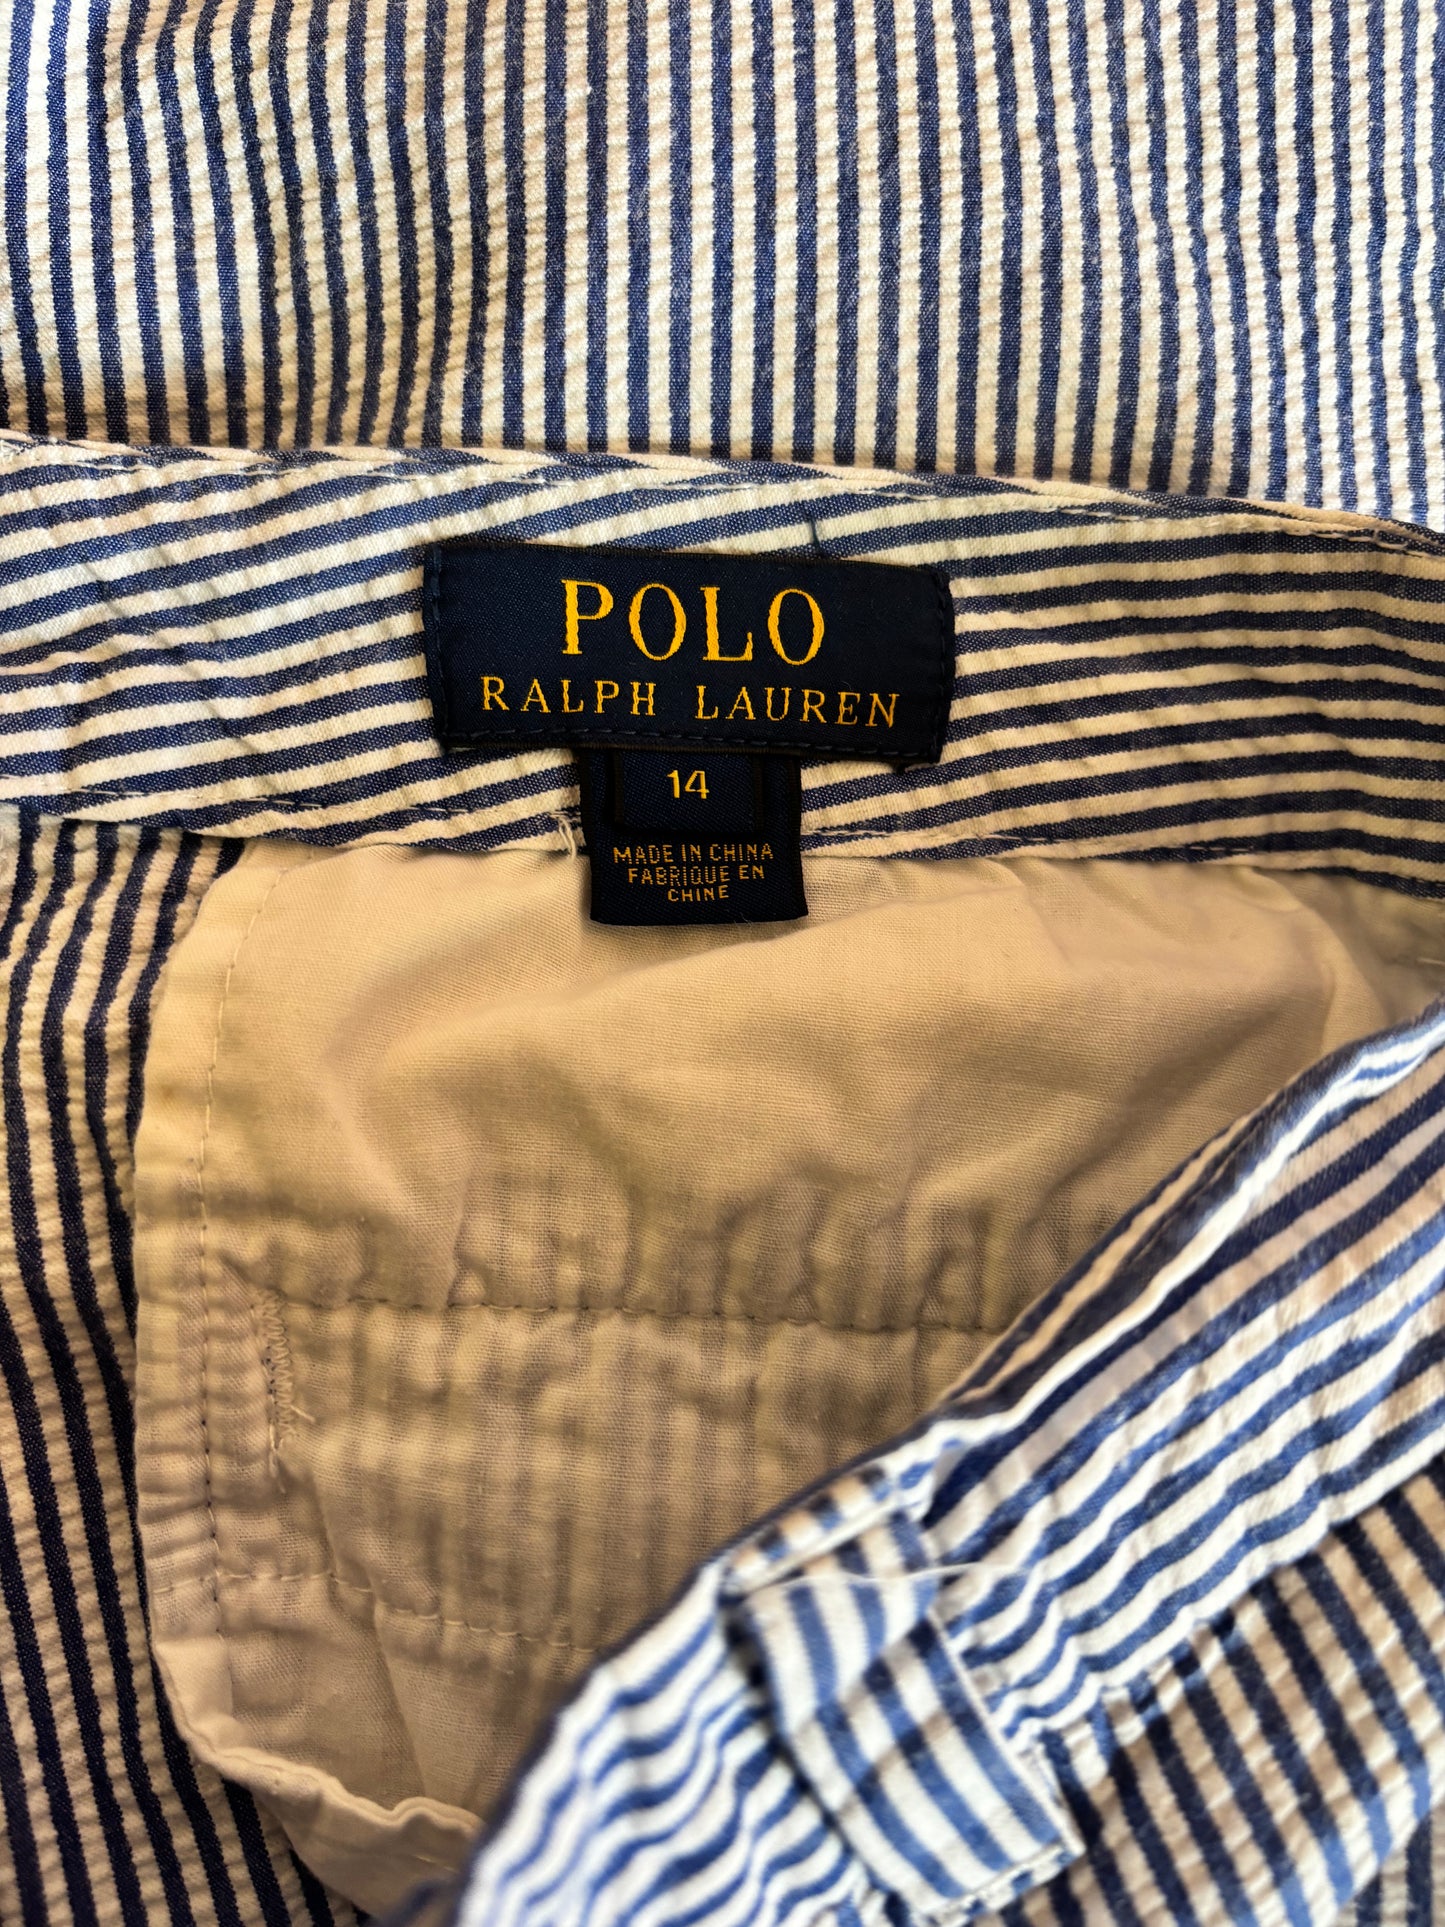 POLO
RALPH LAUREN
14
MADE IN CHINA
FABRIQUE EN
CHINE